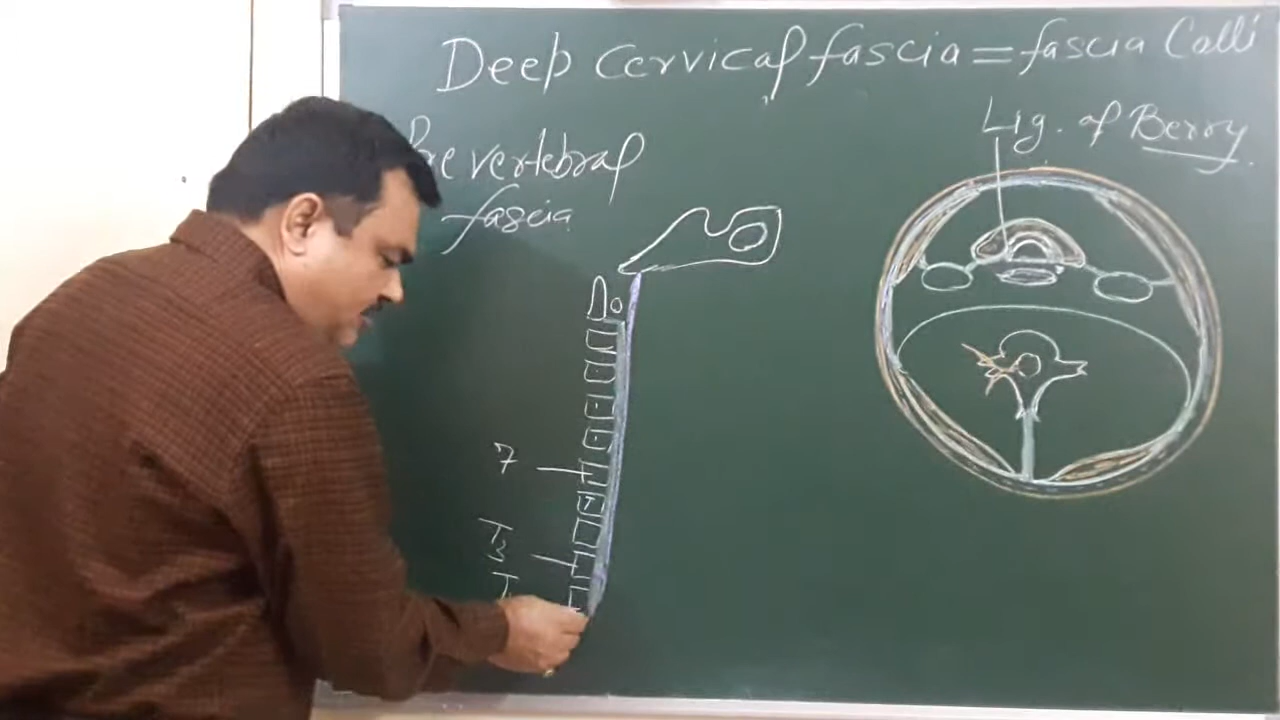 Deep Cervical fascia = fascia Colli
Lig. of Berry
Prevertebral
fascia
7
T3
T